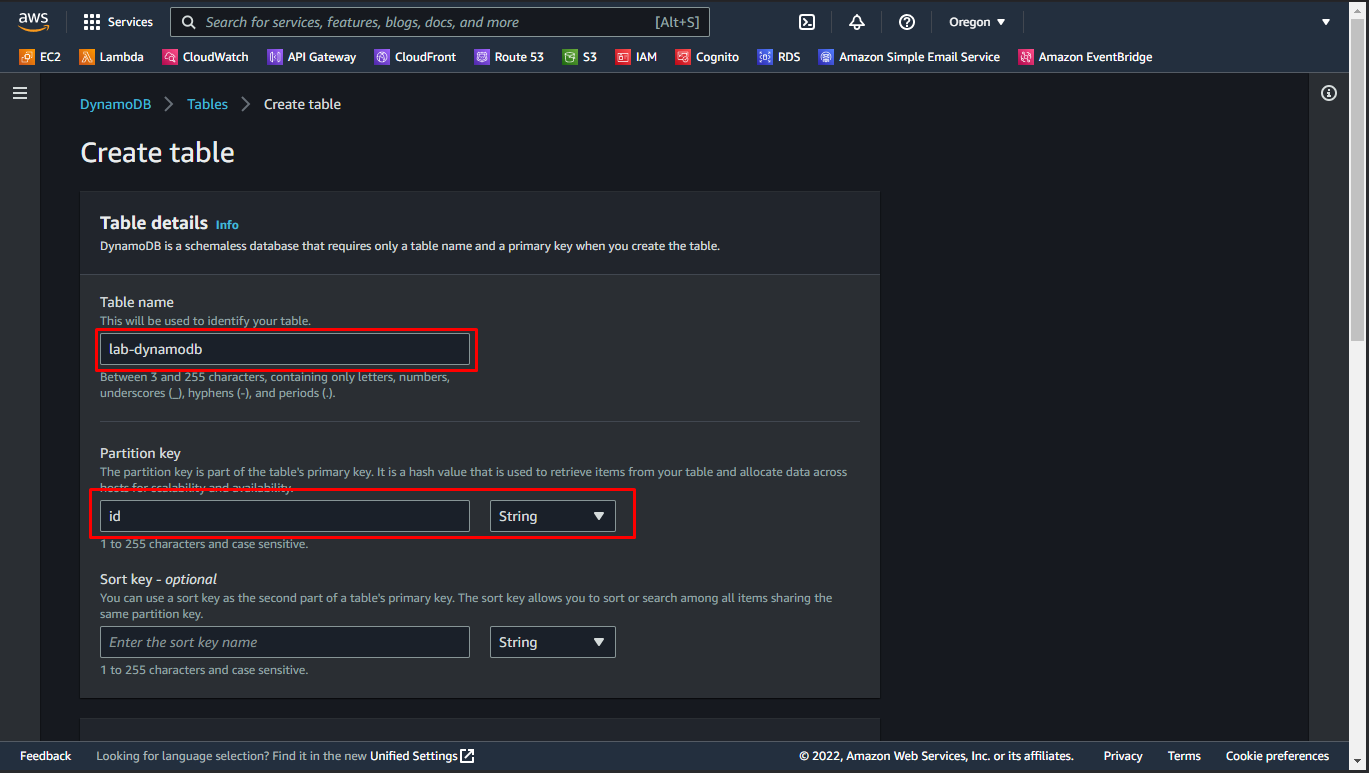 aws Services Search for services, features, blogs, docs, and more [Alt+S] Oregon
EC2 Lambda CloudWatch API Gateway CloudFront Route 53 S3 IAM Cognito RDS Amazon Simple Email Service Amazon EventBridge
DynamoDB Tables Create table
Create table
Table details Info
DynamoDB is a schemaless database that requires only a table name and a primary key when you create the table.
Table name
This will be used to identify your table.
lab-dynamodb
Between 3 and 255 characters, containing only letters, numbers,
underscores (_), hyphens (-), and periods (.).
Partition key
The partition key is part of the table's primary key. It is a hash value that is used to retrieve items from your table and allocate data across
hosts for scalability and availability.
id String
1 to 255 characters and case sensitive.
Sort key - optional
You can use a sort key as the second part of a table's primary key. The sort key allows you to sort or search among all items sharing the
same partition key.
Enter the sort key name String
1 to 255 characters and case sensitive.
Feedback Looking for language selection? Find it in the new Unified Settings © 2022, Amazon Web Services, Inc. or its affiliates. Privacy Terms Cookie preferences